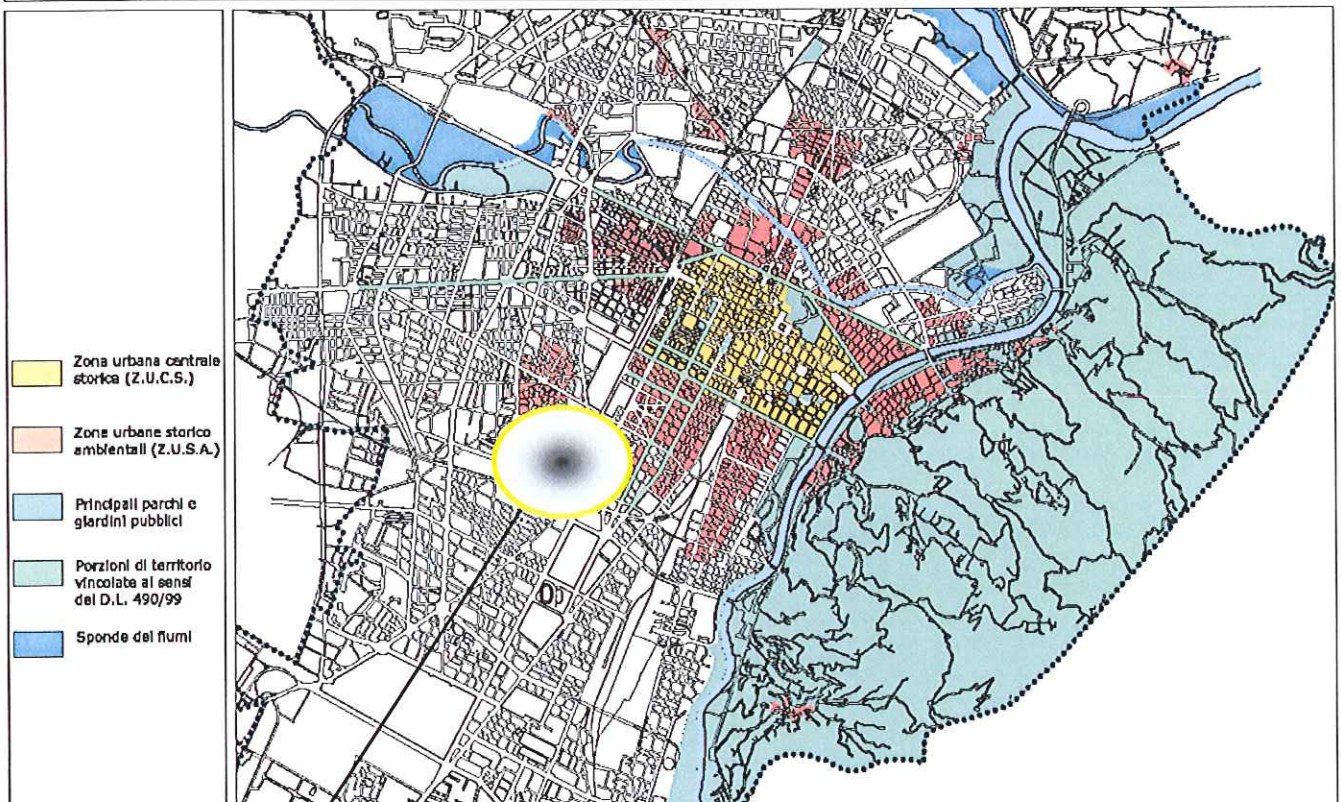 Zona urbana centrale
storica (Z.U.C.S.)
Zone urbane storico
ambientali (Z.U.S.A.)
Principali parchi e
giardini pubblici
Porzioni di territorio
vincolate ai sensi
del D.L. 490/99
Sponde dei fiumi